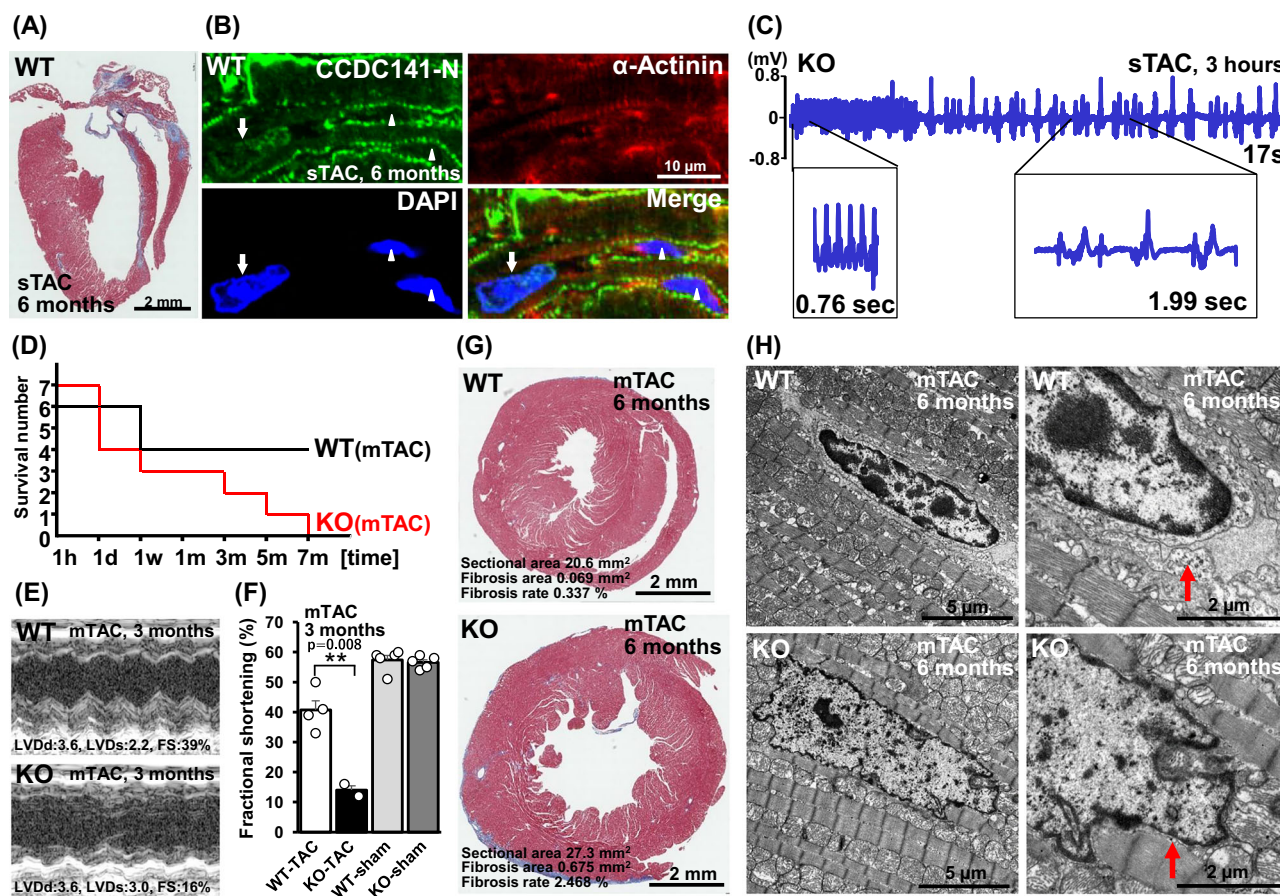 (A)
WT
sTAC
6 months
2 mm
(B)
WT
CCDC141-N
sTAC, 6 months
α-Actinin
10 µm
DAPI
Merge
(C)
(mV)
KO
sTAC, 3 hours
0.8
0
-0.8
17s
0.76 sec
1.99 sec
(D)
Survival number
7
6
5
4
3
2
1
0
WT(mTAC)
KO(mTAC)
1h 1d 1w 1m 3m 5m 7m [time]
(E)
WT mTAC, 3 months
LVDd:3.6, LVDs:2.2, FS:39%
KO mTAC, 3 months
LVDd:3.6, LVDs:3.0, FS:16%
(F)
Fractional shortening (%)
mTAC
3 months
p=0.008
**
70
60
50
40
30
20
10
0
WT-TAC
KO-TAC
WT-sham
KO-sham
(G)
WT
mTAC
6 months
Sectional area 20.6 mm²
Fibrosis area 0.069 mm²
Fibrosis rate 0.337 %
2 mm
KO
mTAC
6 months
Sectional area 27.3 mm²
Fibrosis area 0.675 mm²
Fibrosis rate 2.468 %
2 mm
(H)
WT
mTAC
6 months
5 µm
WT
mTAC
6 months
2 µm
KO
mTAC
6 months
5 µm
KO
mTAC
6 months
2 µm